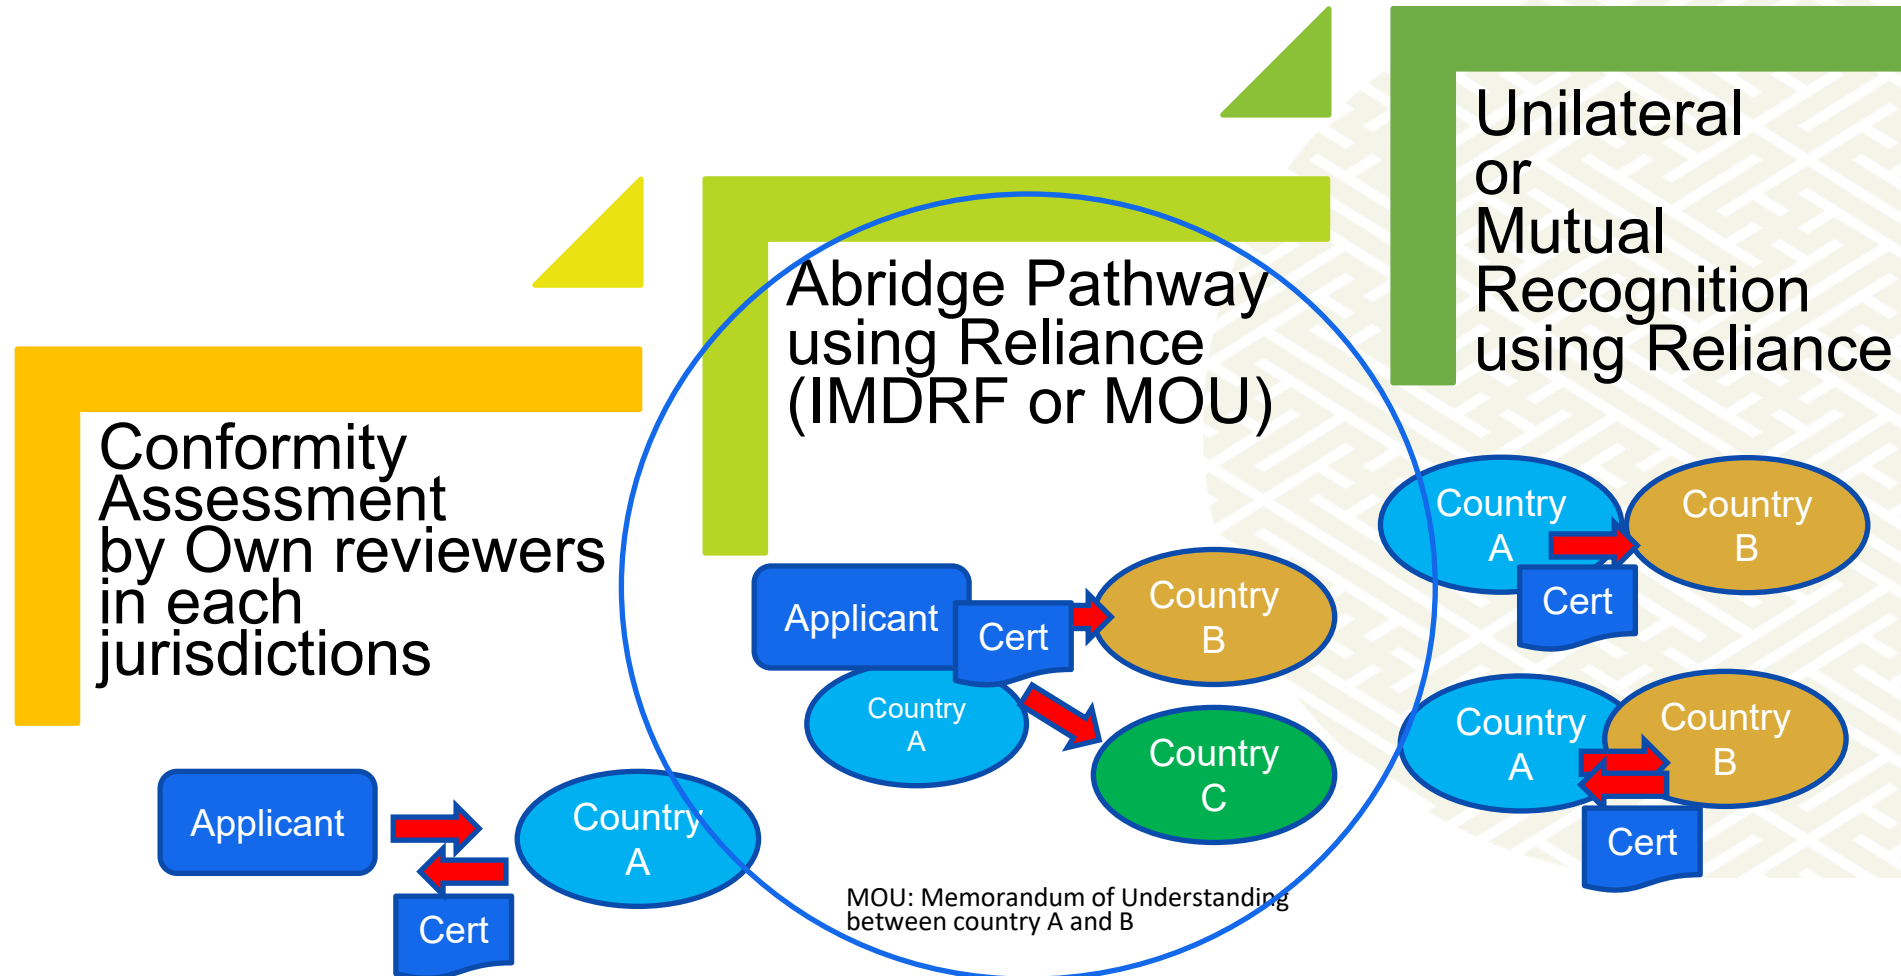 Conformity
Assessment
by Own reviewers
in each
jurisdictions
Applicant
Country
A
Cert
Abridge Pathway
using Reliance
(IMDRF or MOU)
Applicant
Cert
Country
B
Country
A
Country
C
MOU: Memorandum of Understanding
between country A and B
Unilateral
or
Mutual
Recognition
using Reliance
Country
A
Country
B
Cert
Country
A
Country
B
Cert